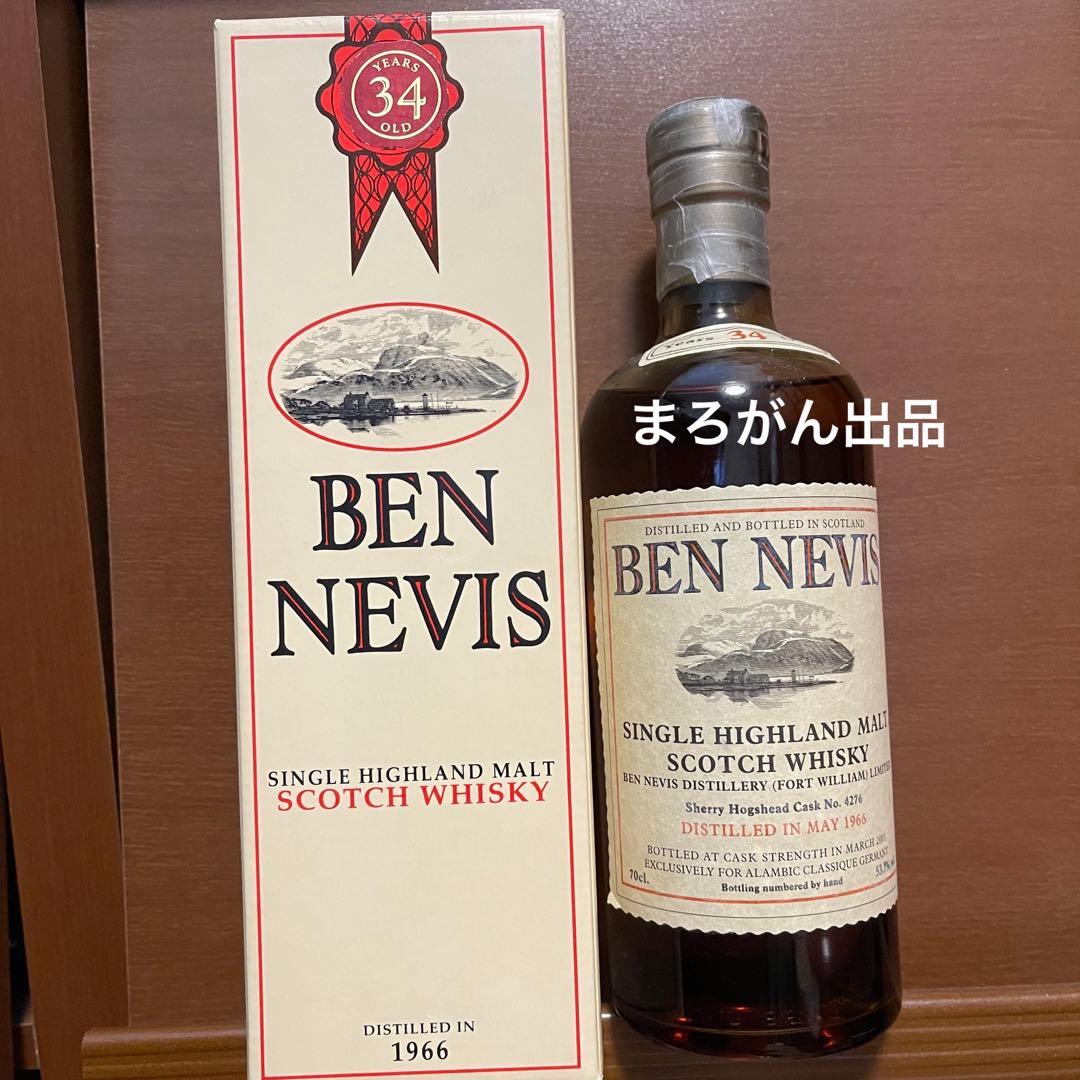 YEARS
34
OLD
BEN
NEVIS
SINGLE HIGHLAND MALT
SCOTCH WHISKY
DISTILLED IN
1966
Years 34
まろがん出品
DISTILLED AND BOTTLED IN SCOTLAND
BEN NEVIS
SINGLE HIGHLAND MALT
SCOTCH WHISKY
BEN NEVIS DISTILLERY (FORT WILLIAM) LIMITED
Sherry Hogshead Cask No. 4276
DISTILLED IN MAY 1966
BOTTLED AT CASK STRENGTH IN MARCH 2001
EXCLUSIVELY FOR ALAMBIC CLASSIQUE GERMANY
70cl.
53.7%
Bottling numbered by hand